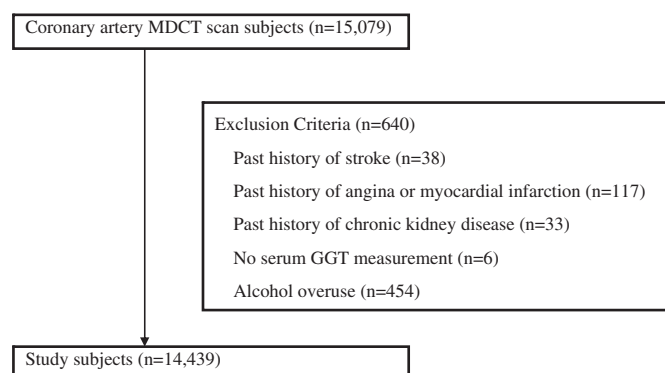 Coronary artery MDCT scan subjects (n=15,079)
Exclusion Criteria (n=640)
Past history of stroke (n=38)
Past history of angina or myocardial infarction (n=117)
Past history of chronic kidney disease (n=33)
No serum GGT measurement (n=6)
Alcohol overuse (n=454)
Study subjects (n=14,439)